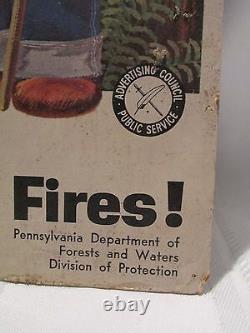 ADVERTISING COUNCIL
PUBLIC SERVICE
Fires!
Pennsylvania Department of
Forests and Waters
Division of Protection